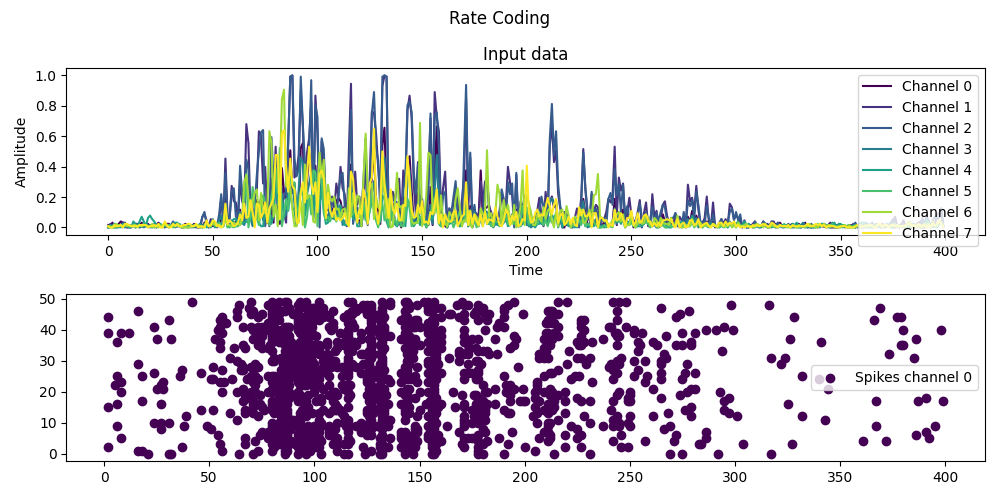 Rate Coding
Input data
1.0
0.8
0.6
0.4
0.2
0.0
Amplitude
Channel 0
Channel 1
Channel 2
Channel 3
Channel 4
Channel 5
Channel 6
Channel 7
0 50 100 150 200 250 300 350 400
Time
50
40
30
20
10
0
Spikes channel 0
0 50 100 150 200 250 300 350 400